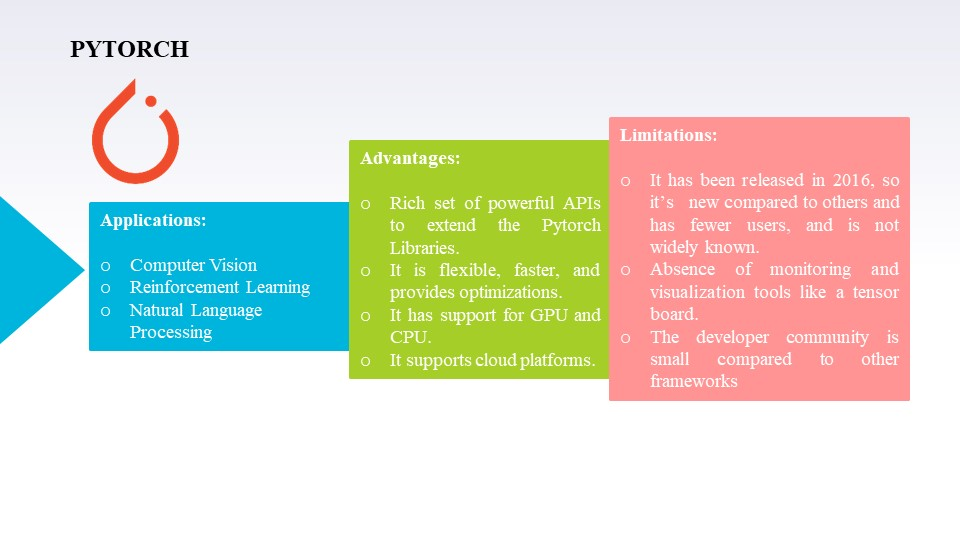 PYTORCH
Applications:
o Computer Vision
o Reinforcement Learning
o Natural Language
Processing
Advantages:
o Rich set of powerful APIs
to extend the Pytorch
Libraries.
o It is flexible, faster, and
provides optimizations.
o It has support for GPU and
CPU.
o It supports cloud platforms.
Limitations:
o It has been released in 2016, so
it's new compared to others and
has fewer users, and is not
widely known.
o Absence of monitoring and
visualization tools like a tensor
board.
o The developer community is
small compared to other
frameworks